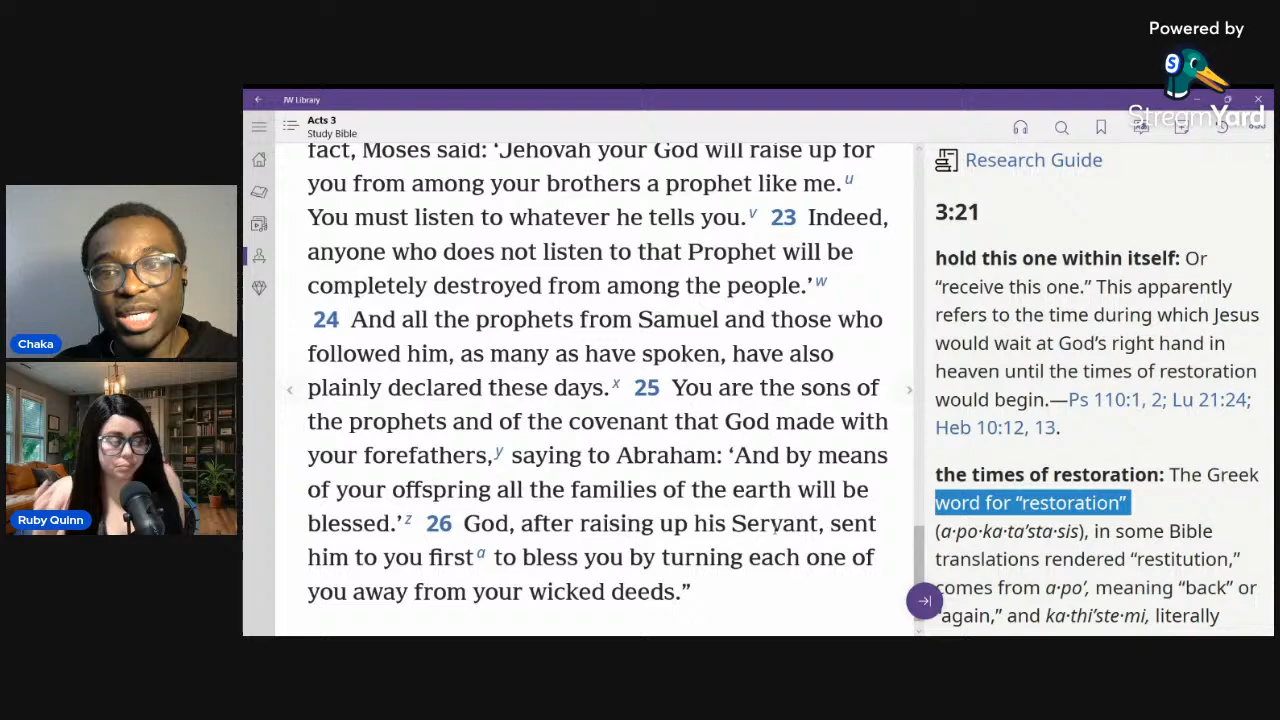 Powered by
StreamYard
JW Library
Acts 3
Study Bible
fact, Moses said: ‘Jehovah your God will raise up for
you from among your brothers a prophet like me. u
You must listen to whatever he tells you. v 23 Indeed,
anyone who does not listen to that Prophet will be
completely destroyed from among the people.’ w
24 And all the prophets from Samuel and those who
followed him, as many as have spoken, have also
plainly declared these days. x 25 You are the sons of
the prophets and of the covenant that God made with
your forefathers, y saying to Abraham: ‘And by means
of your offspring all the families of the earth will be
blessed.’ z 26 God, after raising up his Servant, sent
him to you first a to bless you by turning each one of
you away from your wicked deeds.”
Research Guide
3:21
hold this one within itself: Or
“receive this one.” This apparently
refers to the time during which Jesus
would wait at God’s right hand in
heaven until the times of restoration
would begin.—Ps 110:1, 2; Lu 21:24;
Heb 10:12, 13.
the times of restoration: The Greek
word for “restoration”
(a·po·ka·ta′sta·sis), in some Bible
translations rendered “restitution,”
comes from a·po′, meaning “back” or
“again,” and ka·thi′ste·mi, literally
Chaka
Ruby Quinn